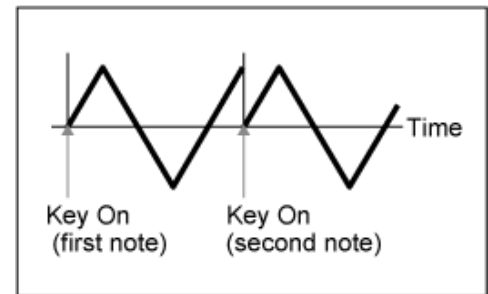 Time
Key On
(first note)
Key On
(second note)